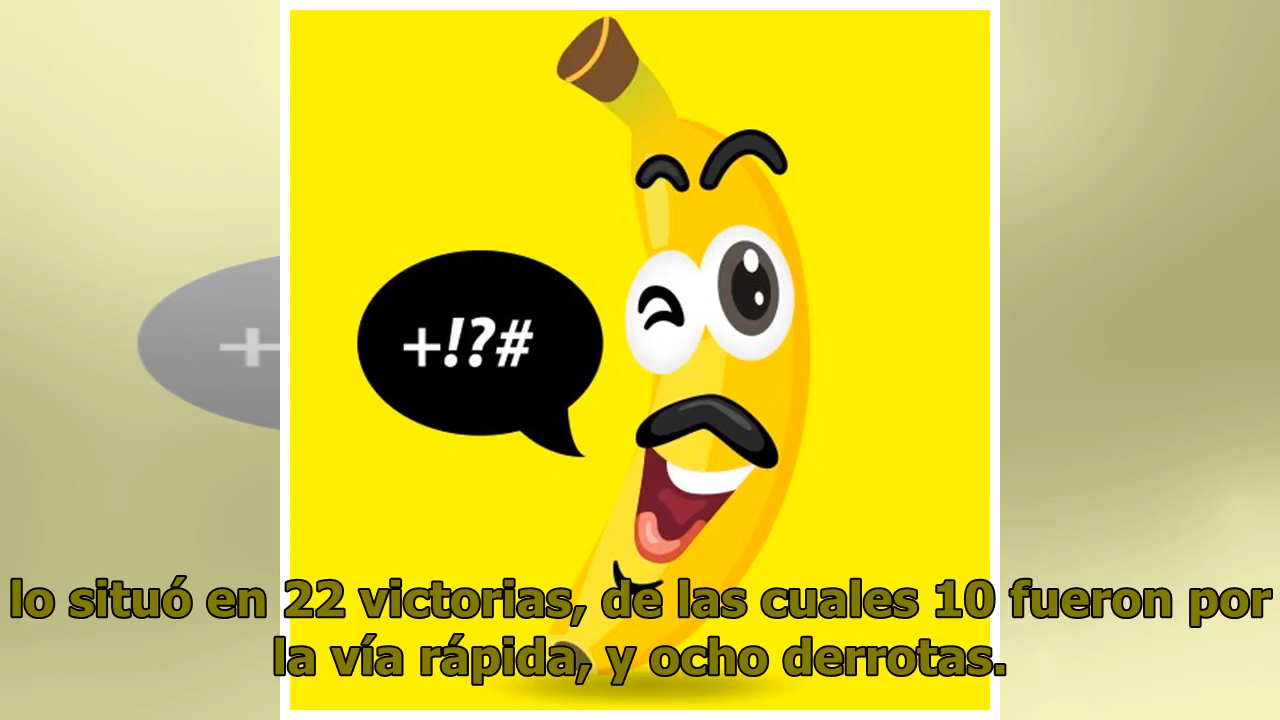 +!?#
lo situó en 22 victorias, de las cuales 10 fueron por
la vía rápida, y ocho derrotas.